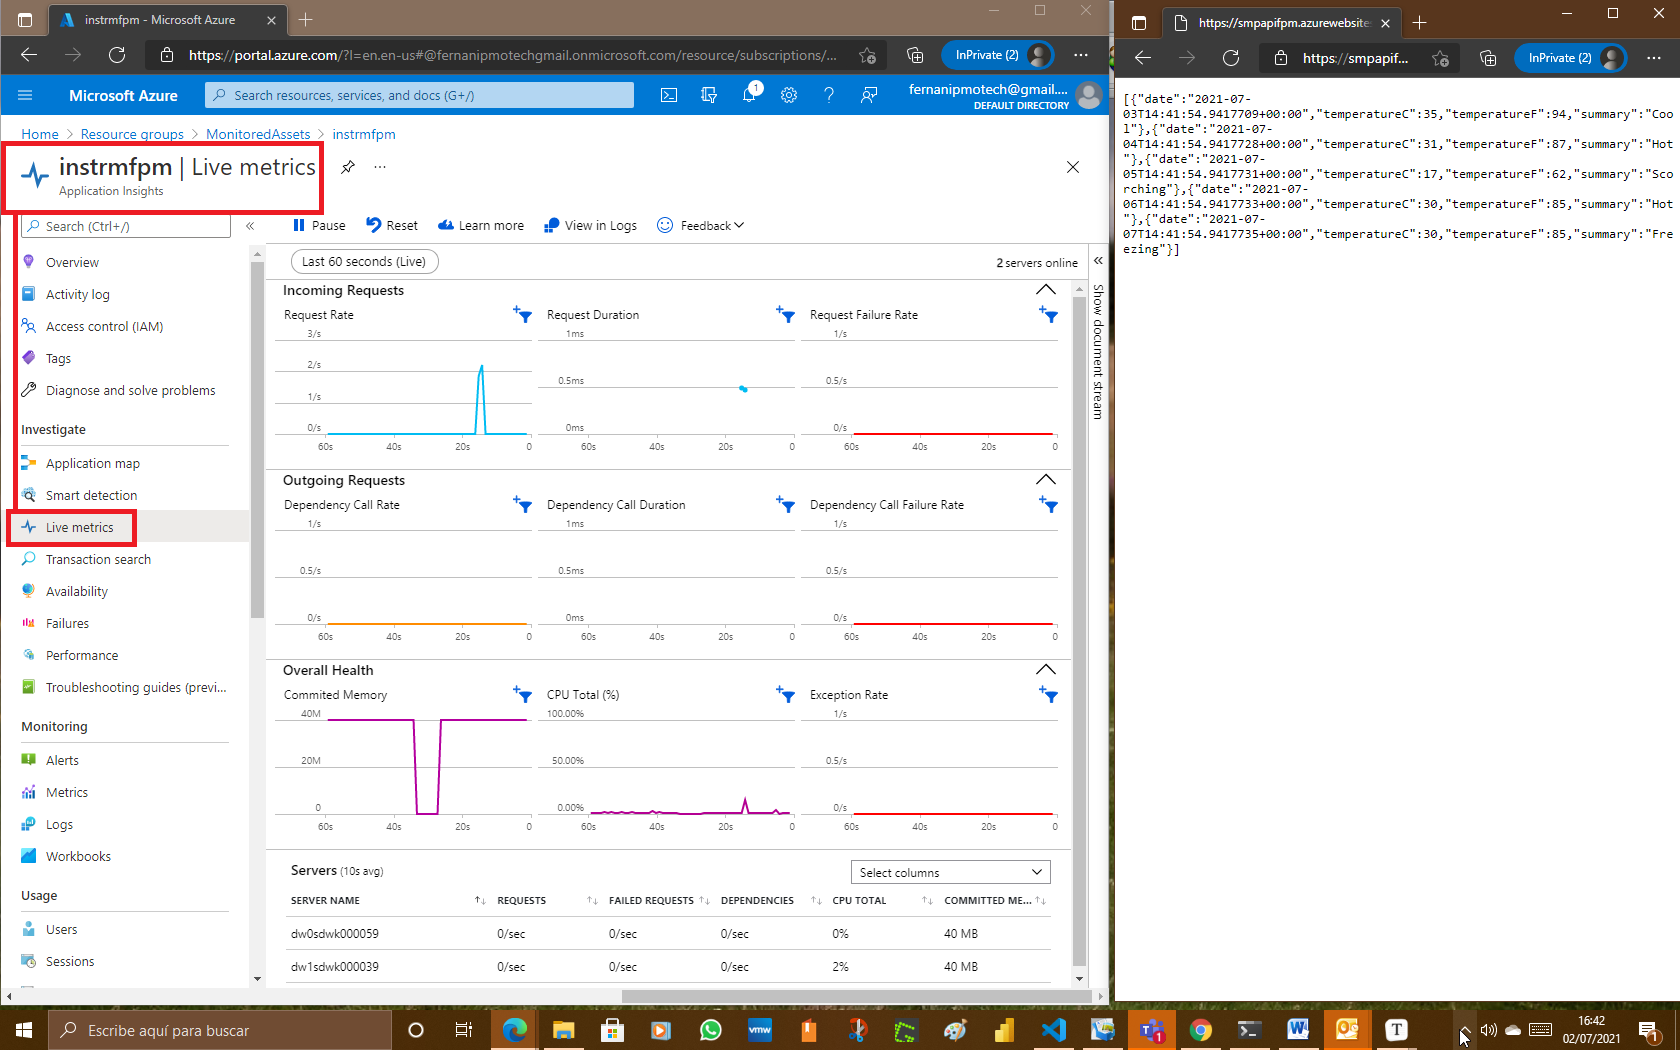 instrmfpm - Microsoft Azure
https://portal.azure.com/?l=en.en-us#@fernanipmotechgmail.onmicrosoft.com/resource/subscriptions/...
InPrivate (2)
Microsoft Azure
Search resources, services, and docs (G+/)
1
fernanipmotech@gmail....
DEFAULT DIRECTORY
Home > Resource groups > MonitoredAssets > instrmfpm
instrmfpm | Live metrics
Application Insights
Search (Ctrl+/)
Overview
Activity log
Access control (IAM)
Tags
Diagnose and solve problems
Investigate
Application map
Smart detection
Live metrics
Transaction search
Availability
Failures
Performance
Troubleshooting guides (previ...
Monitoring
Alerts
Metrics
Logs
Workbooks
Usage
Users
Sessions
Pause
Reset
Learn more
View in Logs
Feedback
Last 60 seconds (Live)
2 servers online
Show document stream
Incoming Requests
Request Rate
3/s
2/s
1/s
0/s
60s 40s 20s 0
Request Duration
1ms
0.5ms
0ms
60s 40s 20s 0
Request Failure Rate
1/s
0.5/s
0/s
60s 40s 20s 0
Outgoing Requests
Dependency Call Rate
1/s
0.5/s
0/s
60s 40s 20s 0
Dependency Call Duration
1ms
0.5ms
0ms
60s 40s 20s 0
Dependency Call Failure Rate
1/s
0.5/s
0/s
60s 40s 20s 0
Overall Health
Commited Memory
40M
20M
0
60s 40s 20s 0
CPU Total (%)
100.00%
50.00%
0.00%
60s 40s 20s 0
Exception Rate
1/s
0.5/s
0/s
60s 40s 20s 0
Servers (10s avg)
Select columns
SERVER NAME REQUESTS FAILED REQUESTS DEPENDENCIES CPU TOTAL COMMITTED ME...
dw0sdwk000059 0/sec 0/sec 0/sec 0% 40 MB
dw1sdwk000039 0/sec 0/sec 0/sec 2% 40 MB
https://smpapifpm.azurewebsite
https://smpapif...
InPrivate (2)
[{"date":"2021-07-
03T14:41:54.9417709+00:00","temperatureC":35,"temperatureF":94,"summary":"Coo
l"},{"date":"2021-07-
04T14:41:54.9417728+00:00","temperatureC":31,"temperatureF":87,"summary":"Hot
"},{"date":"2021-07-
05T14:41:54.9417731+00:00","temperatureC":17,"temperatureF":62,"summary":"Sco
rching"},{"date":"2021-07-
06T14:41:54.9417733+00:00","temperatureC":30,"temperatureF":85,"summary":"Hot
"},{"date":"2021-07-
07T14:41:54.9417735+00:00","temperatureC":30,"temperatureF":85,"summary":"Fre
ezing"}]
Escribe aquí para buscar
vmw
1
T
16:42
02/07/2021
1